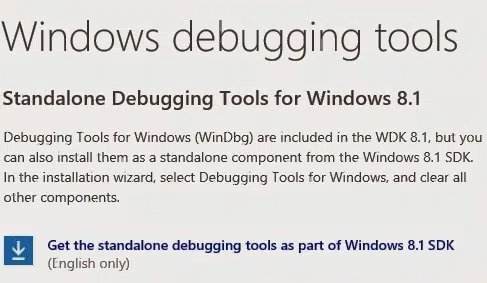 Windows debugging tools
Standalone Debugging Tools for Windows 8.1
Debugging Tools for Windows (WinDbg) are included in the WDK 8.1, but you
can also install them as a standalone component from the Windows 8.1 SDK.
In the installation wizard, select Debugging Tools for Windows, and clear all
other components.
Get the standalone debugging tools as part of Windows 8.1 SDK
(English only)